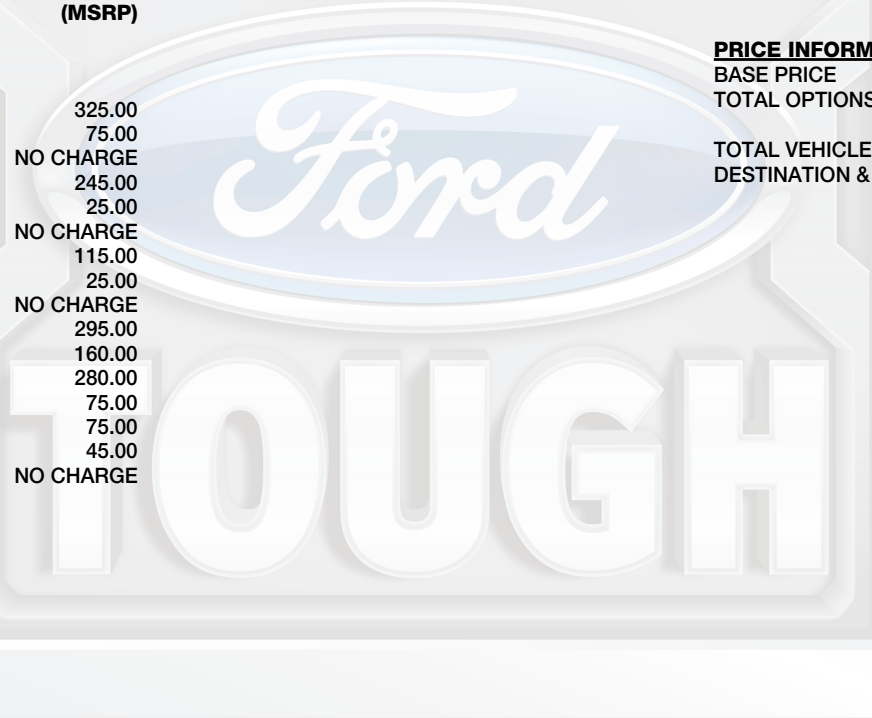 (MSRP)
325.00
75.00
NO CHARGE
245.00
25.00
NO CHARGE
115.00
25.00
NO CHARGE
295.00
160.00
280.00
75.00
75.00
45.00
NO CHARGE
PRICE INFORM
BASE PRICE
TOTAL OPTIONS
TOTAL VEHICLE
DESTINATION &
Ford
TOUGH